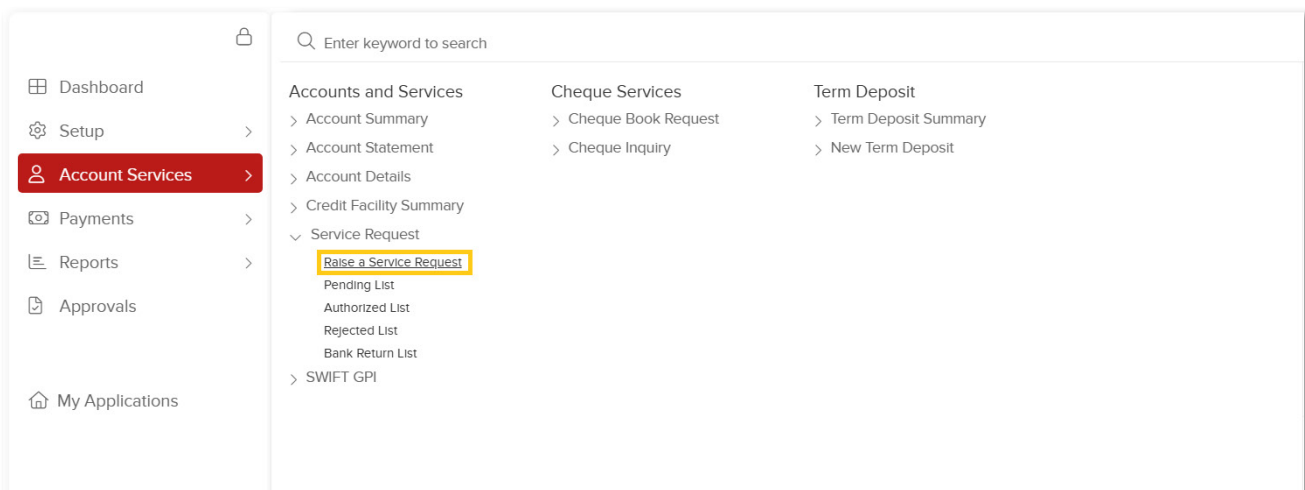 Dashboard
Setup
Account Services
Payments
Reports
Approvals
My Applications
Enter keyword to search
Accounts and Services
Account Summary
Account Statement
Account Details
Credit Facility Summary
Service Request
Raise a Service Request
Pending List
Authorized List
Rejected List
Bank Return List
SWIFT GPI
Cheque Services
Cheque Book Request
Cheque Inquiry
Term Deposit
Term Deposit Summary
New Term Deposit